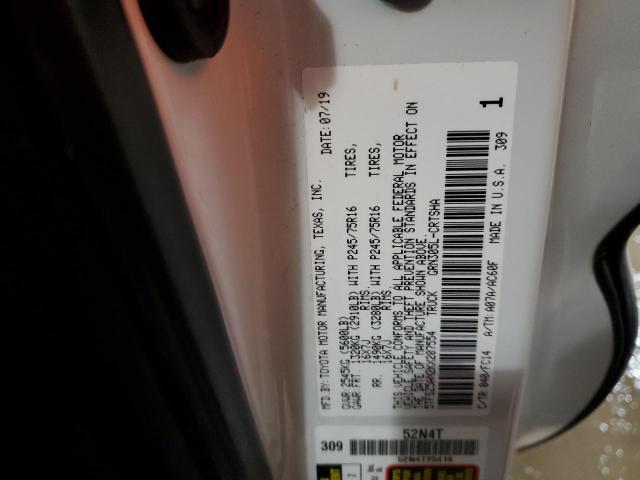 MFD.BY: TOYOTA MOTOR MANUFACTURING, TEXAS, INC. DATE: 07/19
GVWR: 2545KG (5600LB)
GAWR: FRT. 1320KG (2910LB) WITH P245/75R16 TIRES,
16X7J RIMS.
RR. 1490KG (3280LB) WITH P245/75R16 TIRES,
16X7J RIMS.
THIS VEHICLE CONFORMS TO ALL APPLICABLE FEDERAL MOTOR
VEHICLE SAFETY AND THEFT PREVENTION STANDARDS IN EFFECT ON
THE DATE OF MANUFACTURE SHOWN ABOVE.
TRUCK GRN305L-CRTSHA
1
C/TR: 040/FC14 A/TM: A07A/AC60F MADE IN U.S.A. 309
52N4T
309